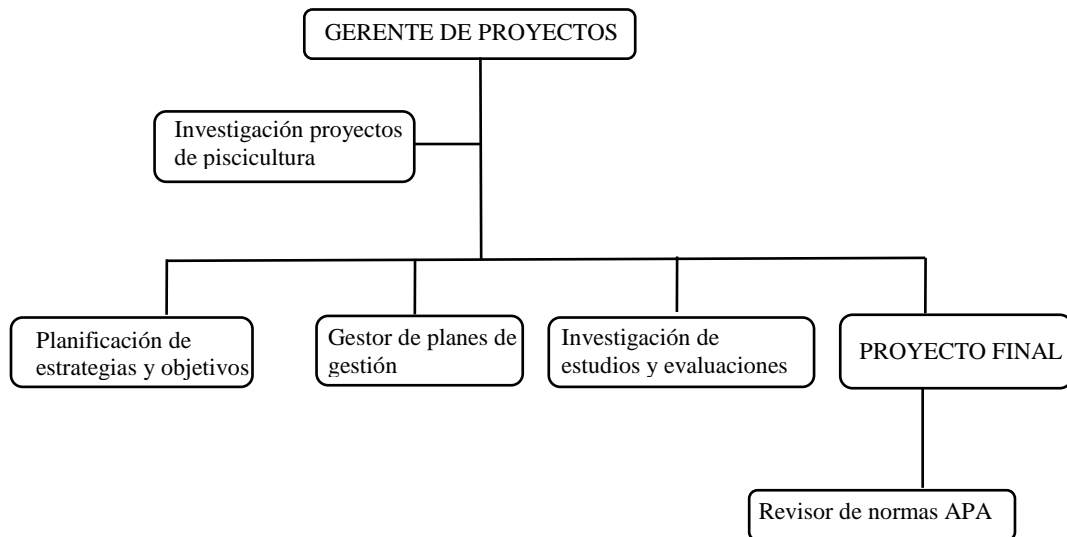 GERENTE DE PROYECTOS
Investigación proyectos
de piscicultura
Planificación de
estrategias y objetivos
Gestor de planes de
gestión
Investigación de
estudios y evaluaciones
PROYECTO FINAL
Revisor de normas APA